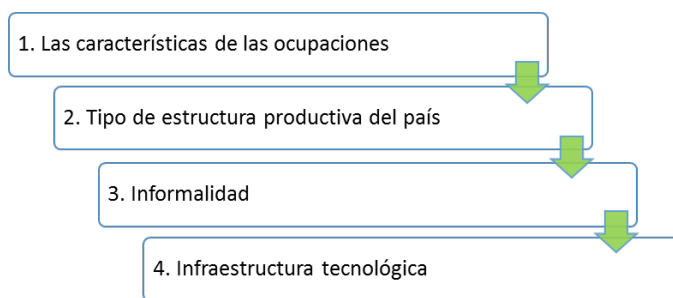 1. Las características de las ocupaciones
2. Tipo de estructura productiva del país
3. Informalidad
4. Infraestructura tecnológica